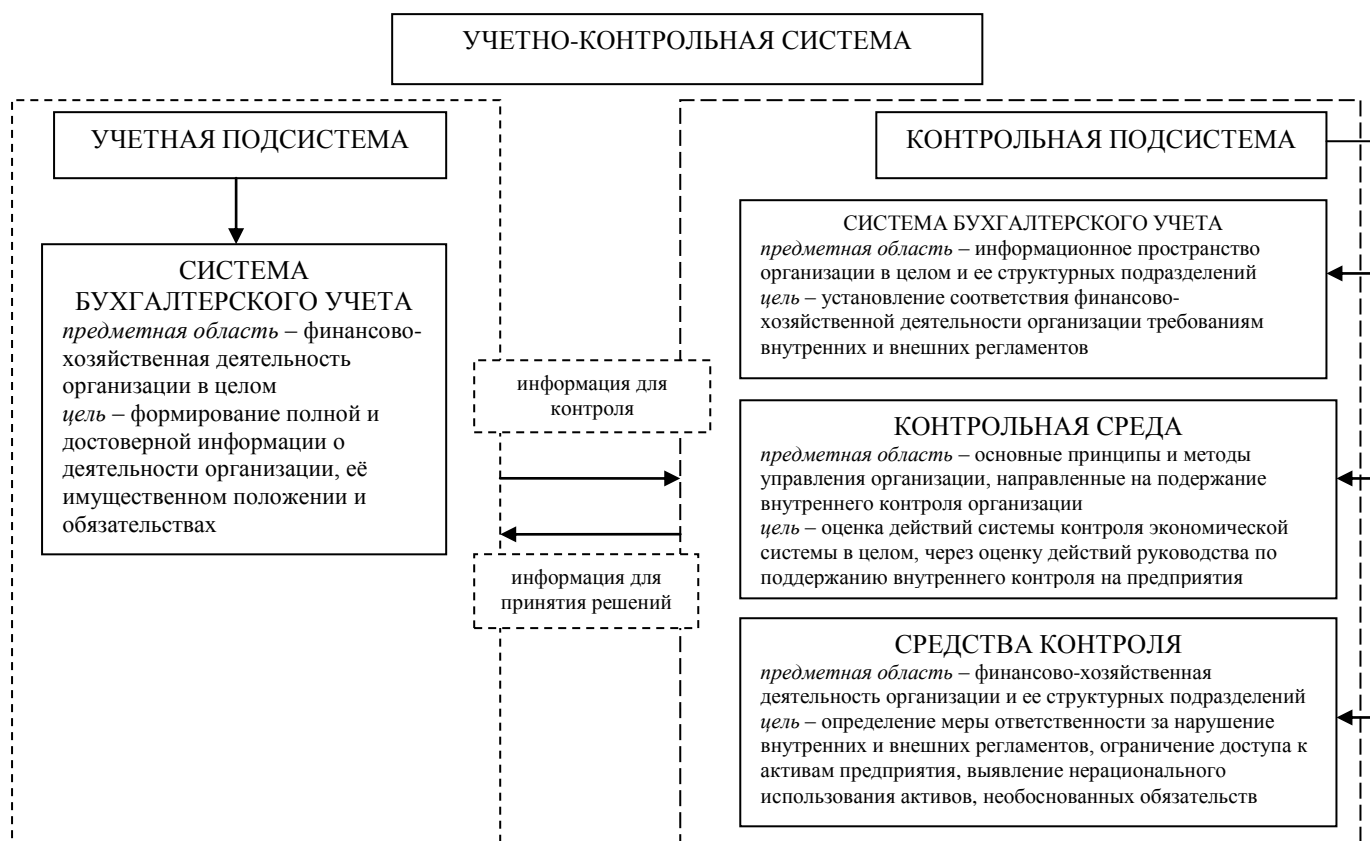 УЧЕТНО-КОНТРОЛЬНАЯ СИСТЕМА
УЧЕТНАЯ ПОДСИСТЕМА
СИСТЕМА
БУХГАЛТЕРСКОГО УЧЕТА
предметная область – финансово-
хозяйственная деятельность
организации в целом
цель – формирование полной и
достоверной информации о
деятельности организации, её
имущественном положении и
обязательствах
информация для
контроля
информация для
принятия решений
КОНТРОЛЬНАЯ ПОДСИСТЕМА
СИСТЕМА БУХГАЛТЕРСКОГО УЧЕТА
предметная область – информационное пространство
организации в целом и ее структурных подразделений
цель – установление соответствия финансово-
хозяйственной деятельности организации требованиям
внутренних и внешних регламентов
КОНТРОЛЬНАЯ СРЕДА
предметная область – основные принципы и методы
управления организации, направленные на подержание
внутреннего контроля организации
цель – оценка действий системы контроля экономической
системы в целом, через оценку действий руководства по
поддержанию внутреннего контроля на предприятия
СРЕДСТВА КОНТРОЛЯ
предметная область – финансово-хозяйственная
деятельность организации и ее структурных подразделений
цель – определение меры ответственности за нарушение
внутренних и внешних регламентов, ограничение доступа к
активам предприятия, выявление нерационального
использования активов, необоснованных обязательств